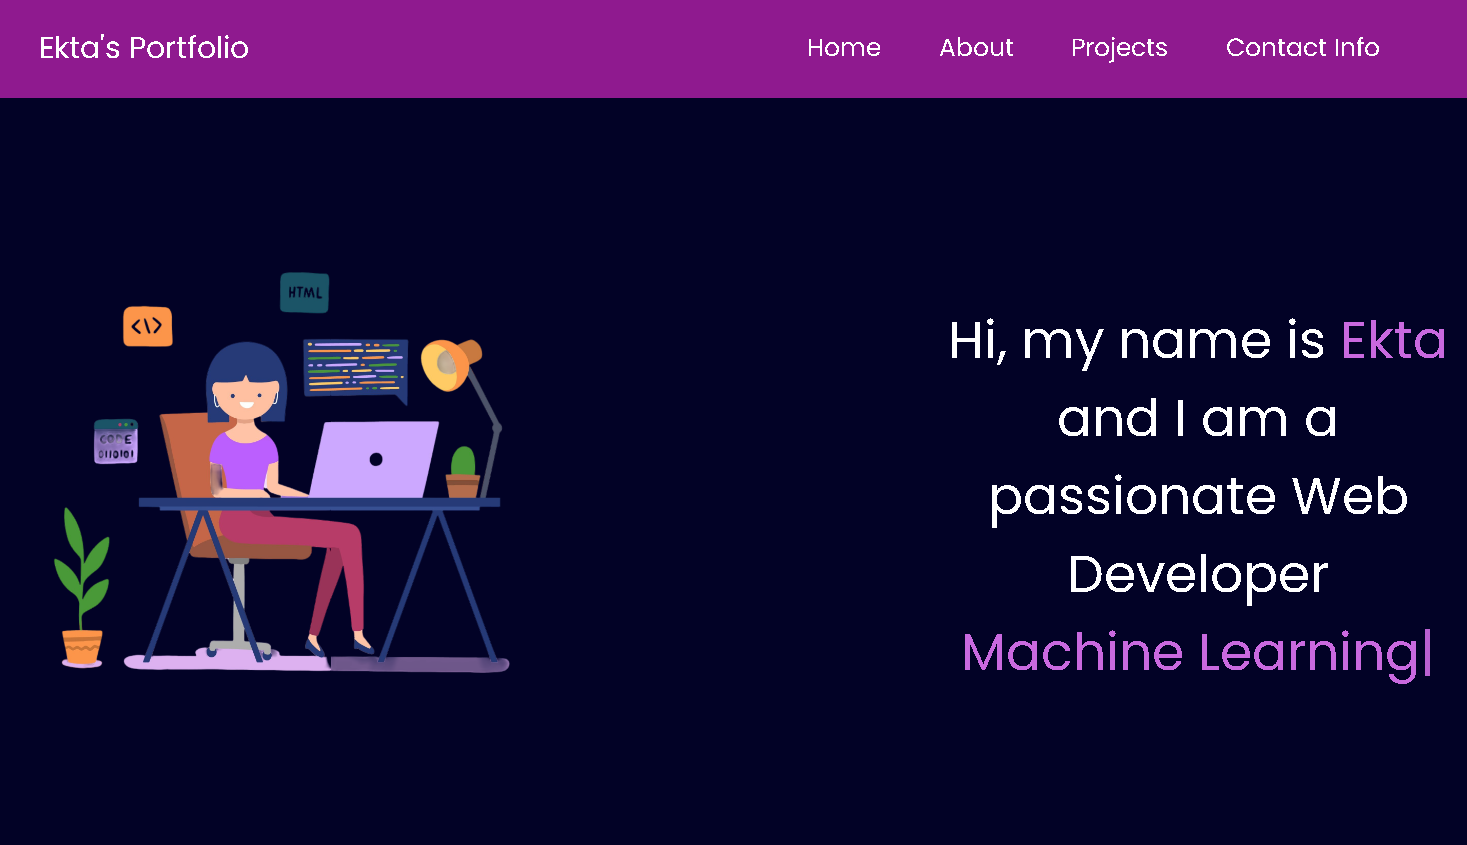 Ekta's Portfolio
Home
About
Projects
Contact Info
HTML
<\>
CODE
0110101
Hi, my name is Ekta
and I am a
passionate Web
Developer
Machine Learning|